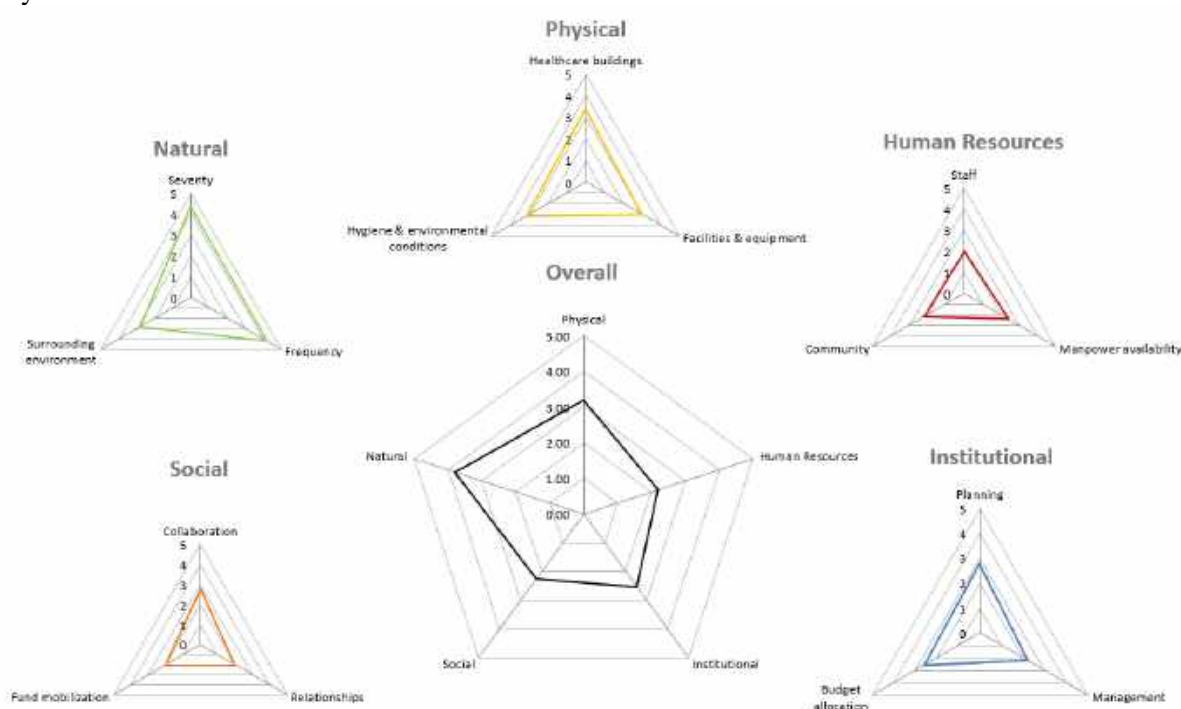 Physical
Healthcare buildings
5
4
3
2
1
0
Hygiene & environmental
conditions
Facilities & equipment
Natural
Severity
5
4
3
2
1
0
Surrounding
environment
Frequency
Human Resources
Staff
5
4
3
2
1
0
Community
Manpower availability
Overall
Physical
5.00
4.00
3.00
2.00
1.00
0.00
Natural
Human Resources
Social
Institutional
Social
Collaboration
5
4
3
2
1
0
Fund mobilization
Relationships
Institutional
Planning
5
4
3
2
1
0
Budget
allocation
Management